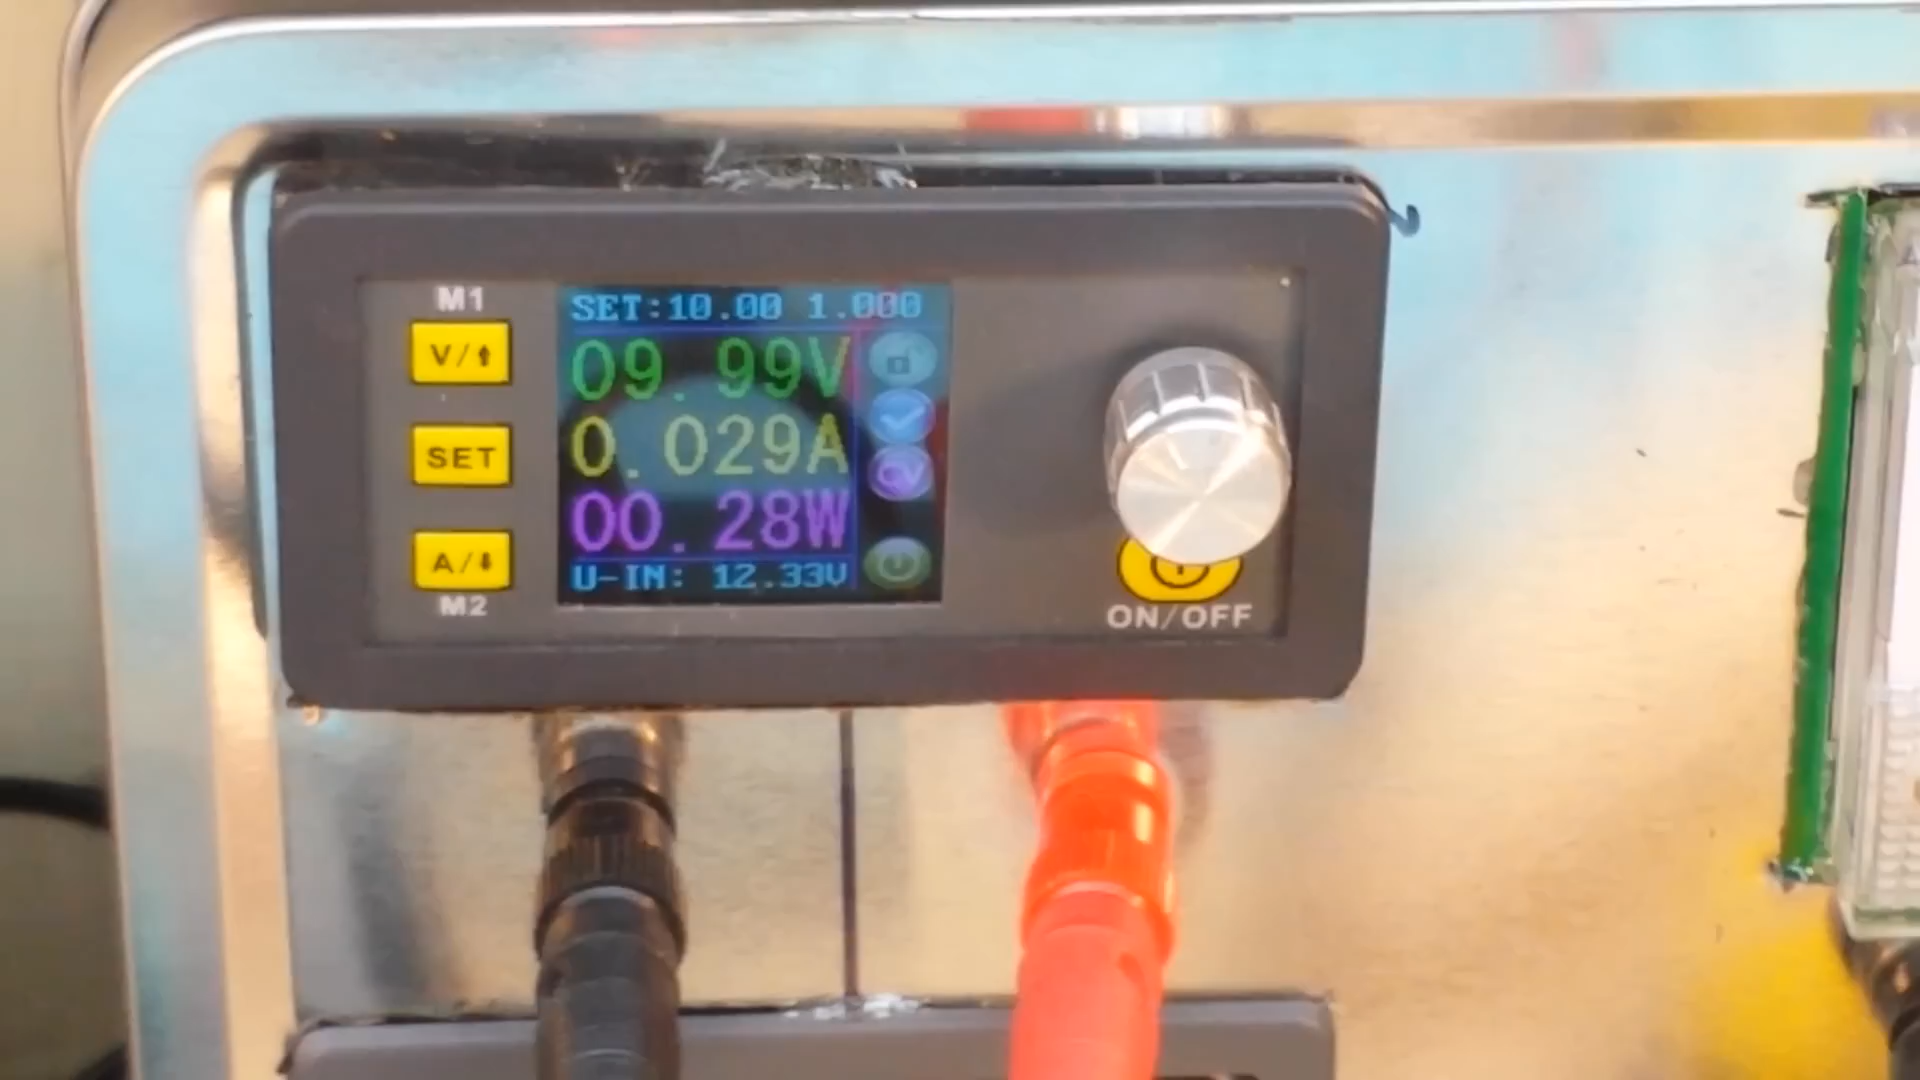 M1
V/⬆
SET
A/⬇
M2
SET:10.00 1.000
09.99V
0.029A
CV
00.28W
U-IN: 12.33V
ON/OFF